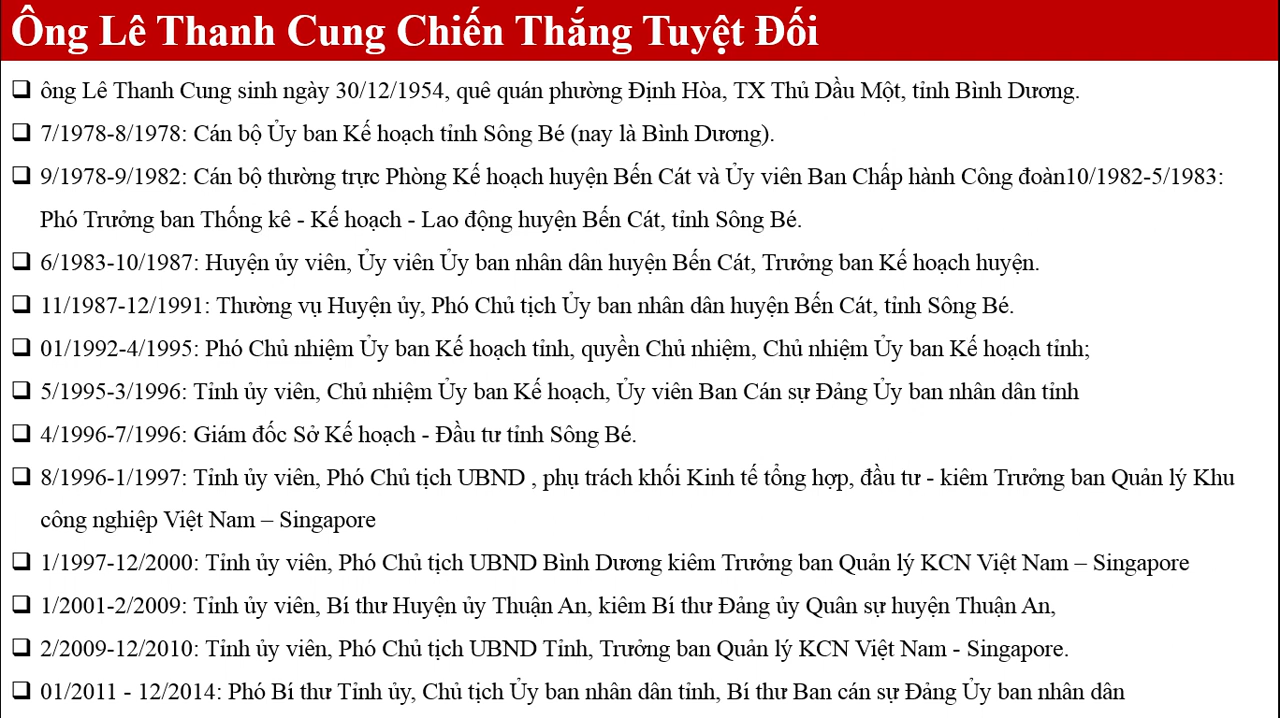 Ông Lê Thanh Cung Chiến Thắng Tuyệt Đối
ông Lê Thanh Cung sinh ngày 30/12/1954, quê quán phường Định Hòa, TX Thủ Dầu Một, tỉnh Bình Dương.
7/1978-8/1978: Cán bộ Ủy ban Kế hoạch tỉnh Sông Bé (nay là Bình Dương).
9/1978-9/1982: Cán bộ thường trực Phòng Kế hoạch huyện Bến Cát và Ủy viên Ban Chấp hành Công đoàn10/1982-5/1983:
Phó Trưởng ban Thống kê - Kế hoạch - Lao động huyện Bến Cát, tỉnh Sông Bé.
6/1983-10/1987: Huyện ủy viên, Ủy viên Ủy ban nhân dân huyện Bến Cát, Trưởng ban Kế hoạch huyện.
11/1987-12/1991: Thường vụ Huyện ủy, Phó Chủ tịch Ủy ban nhân dân huyện Bến Cát, tỉnh Sông Bé.
01/1992-4/1995: Phó Chủ nhiệm Ủy ban Kế hoạch tỉnh, quyền Chủ nhiệm, Chủ nhiệm Ủy ban Kế hoạch tỉnh;
5/1995-3/1996: Tỉnh ủy viên, Chủ nhiệm Ủy ban Kế hoạch, Ủy viên Ban Cán sự Đảng Ủy ban nhân dân tỉnh
4/1996-7/1996: Giám đốc Sở Kế hoạch - Đầu tư tỉnh Sông Bé.
8/1996-1/1997: Tỉnh ủy viên, Phó Chủ tịch UBND , phụ trách khối Kinh tế tổng hợp, đầu tư - kiêm Trưởng ban Quản lý Khu
công nghiệp Việt Nam – Singapore
1/1997-12/2000: Tỉnh ủy viên, Phó Chủ tịch UBND Bình Dương kiêm Trưởng ban Quản lý KCN Việt Nam – Singapore
1/2001-2/2009: Tỉnh ủy viên, Bí thư Huyện ủy Thuận An, kiêm Bí thư Đảng ủy Quân sự huyện Thuận An,
2/2009-12/2010: Tỉnh ủy viên, Phó Chủ tịch UBND Tỉnh, Trưởng ban Quản lý KCN Việt Nam - Singapore.
01/2011 - 12/2014: Phó Bí thư Tỉnh ủy, Chủ tịch Ủy ban nhân dân tỉnh, Bí thư Ban cán sự Đảng Ủy ban nhân dân